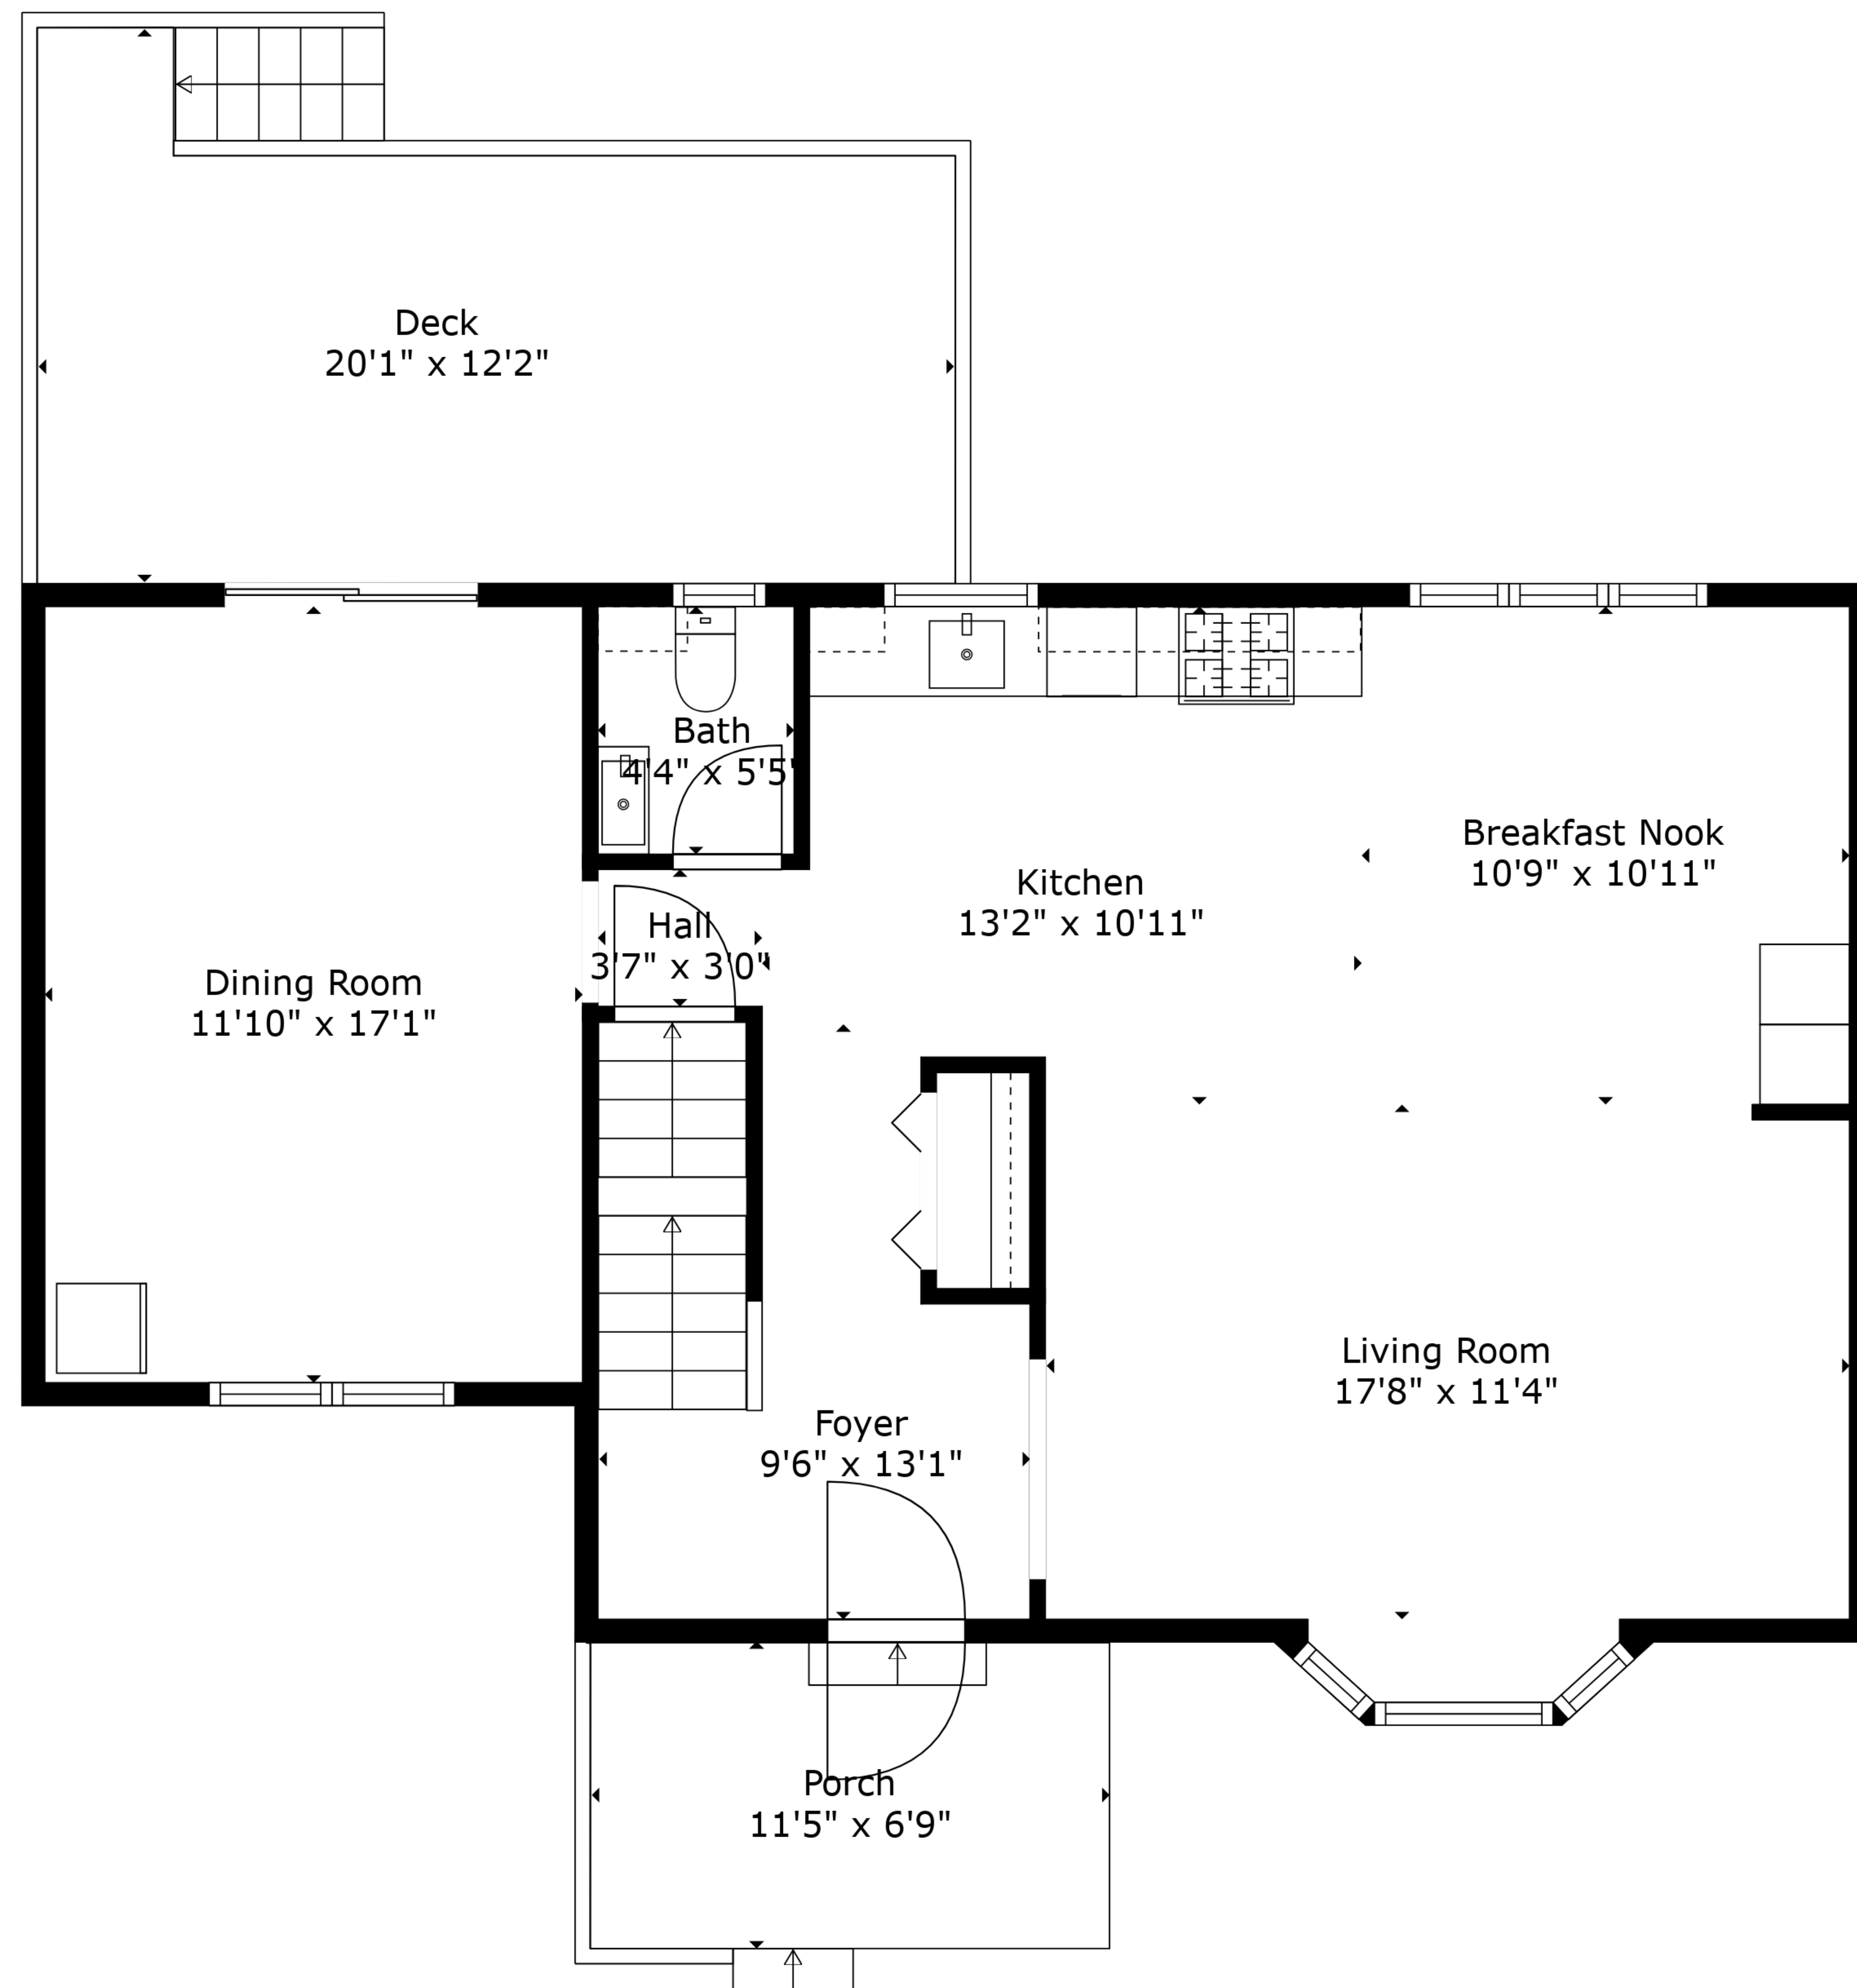 Deck
20'1" x 12'2"
Bath
4'4" x 5'5"
Breakfast Nook
10'9" x 10'11"
Kitchen
13'2" x 10'11"
Hall
3'7" x 3'0"
Dining Room
11'10" x 17'1"
Living Room
17'8" x 11'4"
Foyer
9'6" x 13'1"
Porch
11'5" x 6'9"